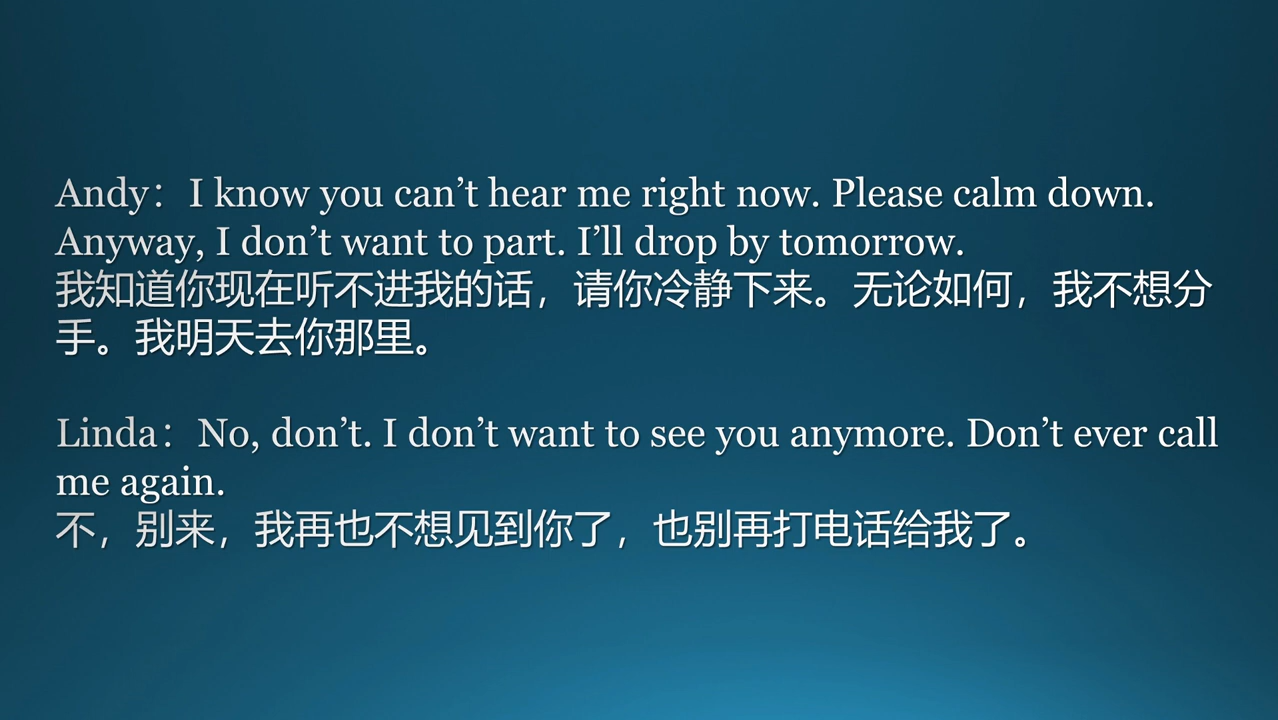 Andy：I know you can’t hear me right now. Please calm down.
Anyway, I don’t want to part. I’ll drop by tomorrow.
我知道你现在听不进我的话，请你冷静下来。无论如何，我不想分
手。我明天去你那里。
Linda：No, don’t. I don’t want to see you anymore. Don’t ever call
me again.
不，别来，我再也不想见到你了，也别再打电话给我了。